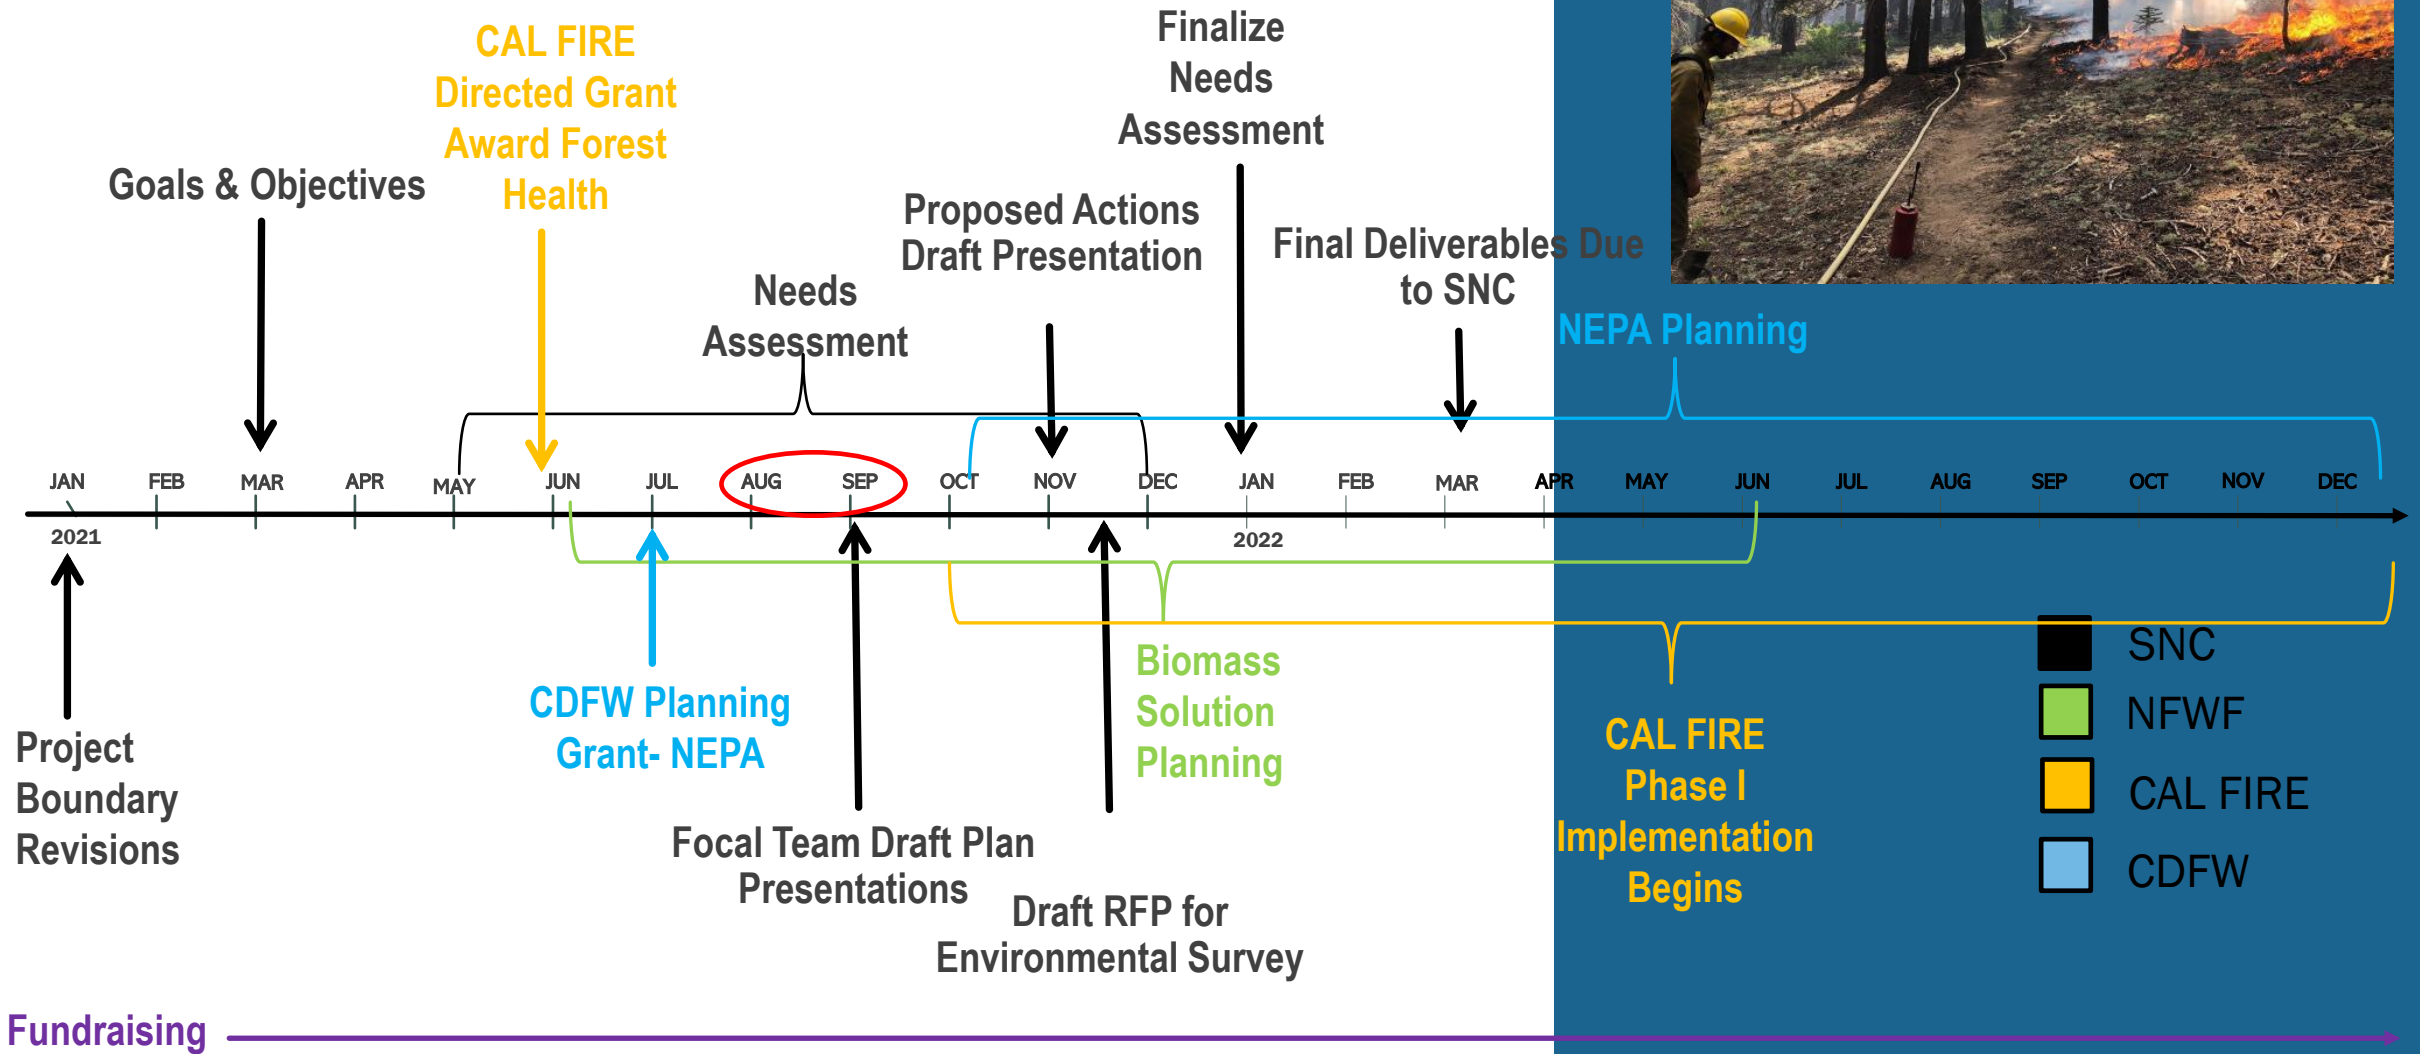 CAL FIRE
Directed Grant
Award Forest
Health
Finalize
Needs
Assessment
Goals & Objectives
Proposed Actions
Draft Presentation
Final Deliverables Due
to SNC
Needs
Assessment
NEPA Planning
JAN FEB MAR APR MAY JUN JUL AUG SEP OCT NOV DEC JAN FEB MAR APR MAY JUN JUL AUG SEP OCT NOV DEC
2021 2022
Project
Boundary
Revisions
CDFW Planning
Grant- NEPA
Focal Team Draft Plan
Presentations
Draft RFP for
Environmental Survey
Biomass
Solution
Planning
CAL FIRE
Phase I
Implementation
Begins
SNC
NFWF
CAL FIRE
CDFW
Fundraising